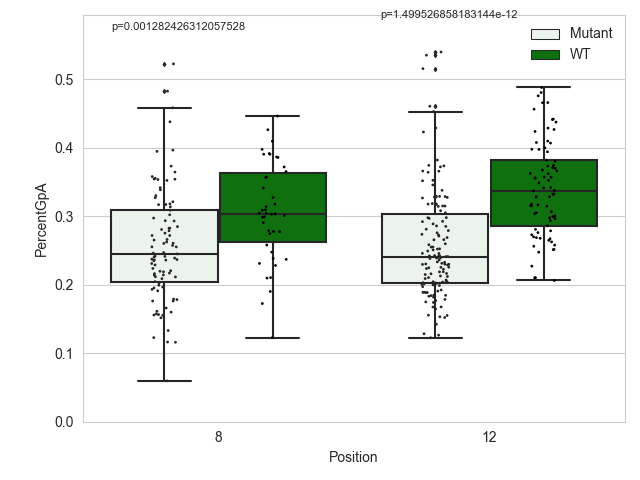 p=1.499526858183144e-12
p=0.001282426312057528
Mutant
WT
0.5
0.4
0.3
0.2
0.1
0.0
PercentGpA
8
12
Position